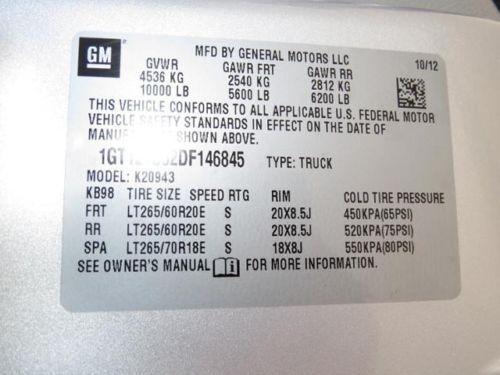 GM
MFD BY GENERAL MOTORS LLC
10/12
GVWR GAWR FRT GAWR RR
4536 KG 2540 KG 2812 KG
10000 LB 5600 LB 6200 LB
THIS VEHICLE CONFORMS TO ALL APPLICABLE U.S. FEDERAL MOTOR
VEHICLE SAFETY STANDARDS IN EFFECT ON THE DATE OF
SHOWN ABOVE.
TYPE: TRUCK
MODEL: K20943
KB98 TIRE SIZE SPEED RTG RIM COLD TIRE PRESSURE
FRT LT265/60R20E S 20X8.5J 450KPA(65PSI)
RR LT265/60R20E S 20X8.5J 520KPA(75PSI)
SPA LT265/70R18E S 18X8J 550KPA(80PSI)
SEE OWNER'S MANUAL FOR MORE INFORMATION.